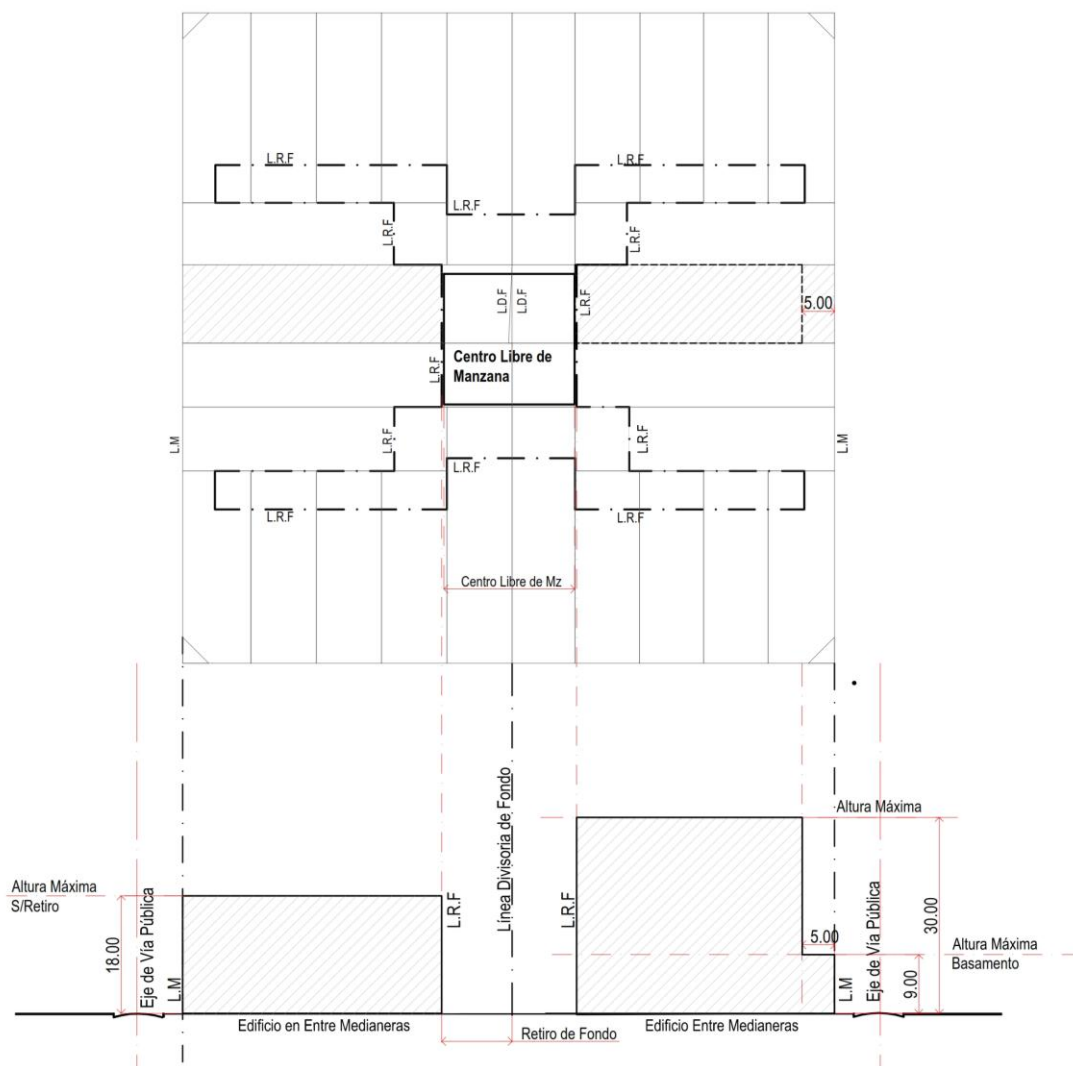 L.R.F
L.R.F
L.R.F
L.R.F
L.R.F
L.D.F
L.D.F
L.R.F
5.00
Centro Libre de
Manzana
L.R.F
L.M
L.R.F
L.R.F
L.M
L.R.F
L.R.F
L.R.F
Centro Libre de Mz
Línea Divisoria de Fondo
Altura Máxima
Altura Máxima
S/Retiro
18.00
Eje de Vía Pública
L.M
L.R.F
L.R.F
5.00
L.M
Eje de Vía Pública
9.00
30.00
Altura Máxima
Basamento
Edificio en Entre Medianeras
Retiro de Fondo
Edificio Entre Medianeras